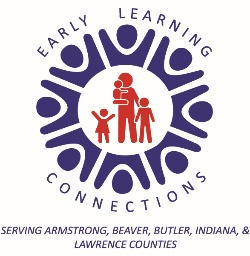 EARLY LEARNING
CONNECTIONS
SERVING ARMSTRONG, BEAVER, BUTLER, INDIANA, &
LAWRENCE COUNTIES